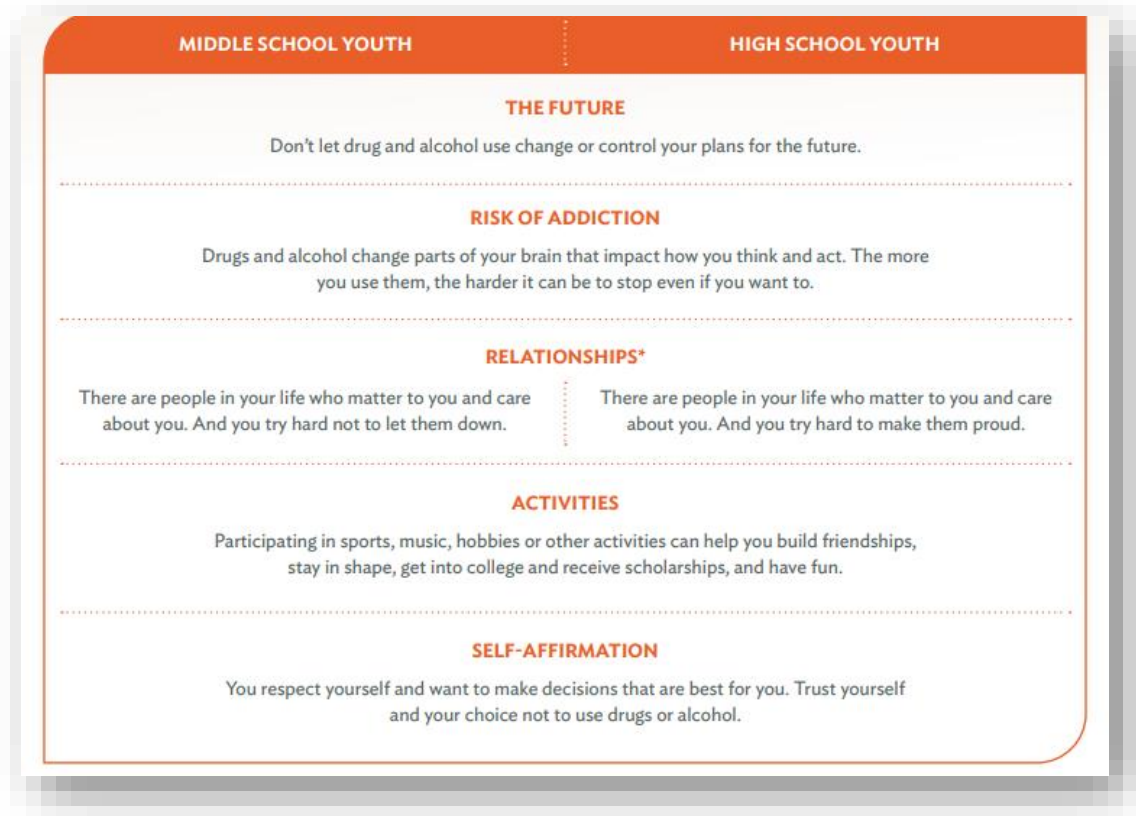 MIDDLE SCHOOL YOUTH
HIGH SCHOOL YOUTH
THE FUTURE
Don't let drug and alcohol use change or control your plans for the future.
RISK OF ADDICTION
Drugs and alcohol change parts of your brain that impact how you think and act. The more
you use them, the harder it can be to stop even if you want to.
RELATIONSHIPS*
There are people in your life who matter to you and care
about you. And you try hard not to let them down.
There are people in your life who matter to you and care
about you. And you try hard to make them proud.
ACTIVITIES
Participating in sports, music, hobbies or other activities can help you build friendships,
stay in shape, get into college and receive scholarships, and have fun.
SELF-AFFIRMATION
You respect yourself and want to make decisions that are best for you. Trust yourself
and your choice not to use drugs or alcohol.